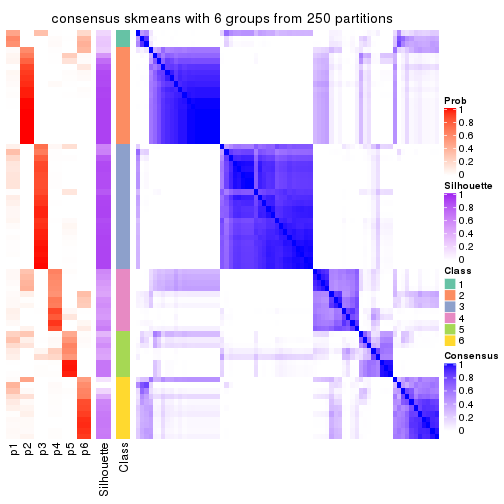 consensus skmeans with 6 groups from 250 partitions
Prob
1
0.8
0.6
0.4
0.2
0
Silhouette
1
0.8
0.6
0.4
0.2
0
Class
1
2
3
4
5
6
Consensus
1
0.8
0.6
0.4
0.2
0
p1
p2
p3
p4
p5
p6
Silhouette
Class